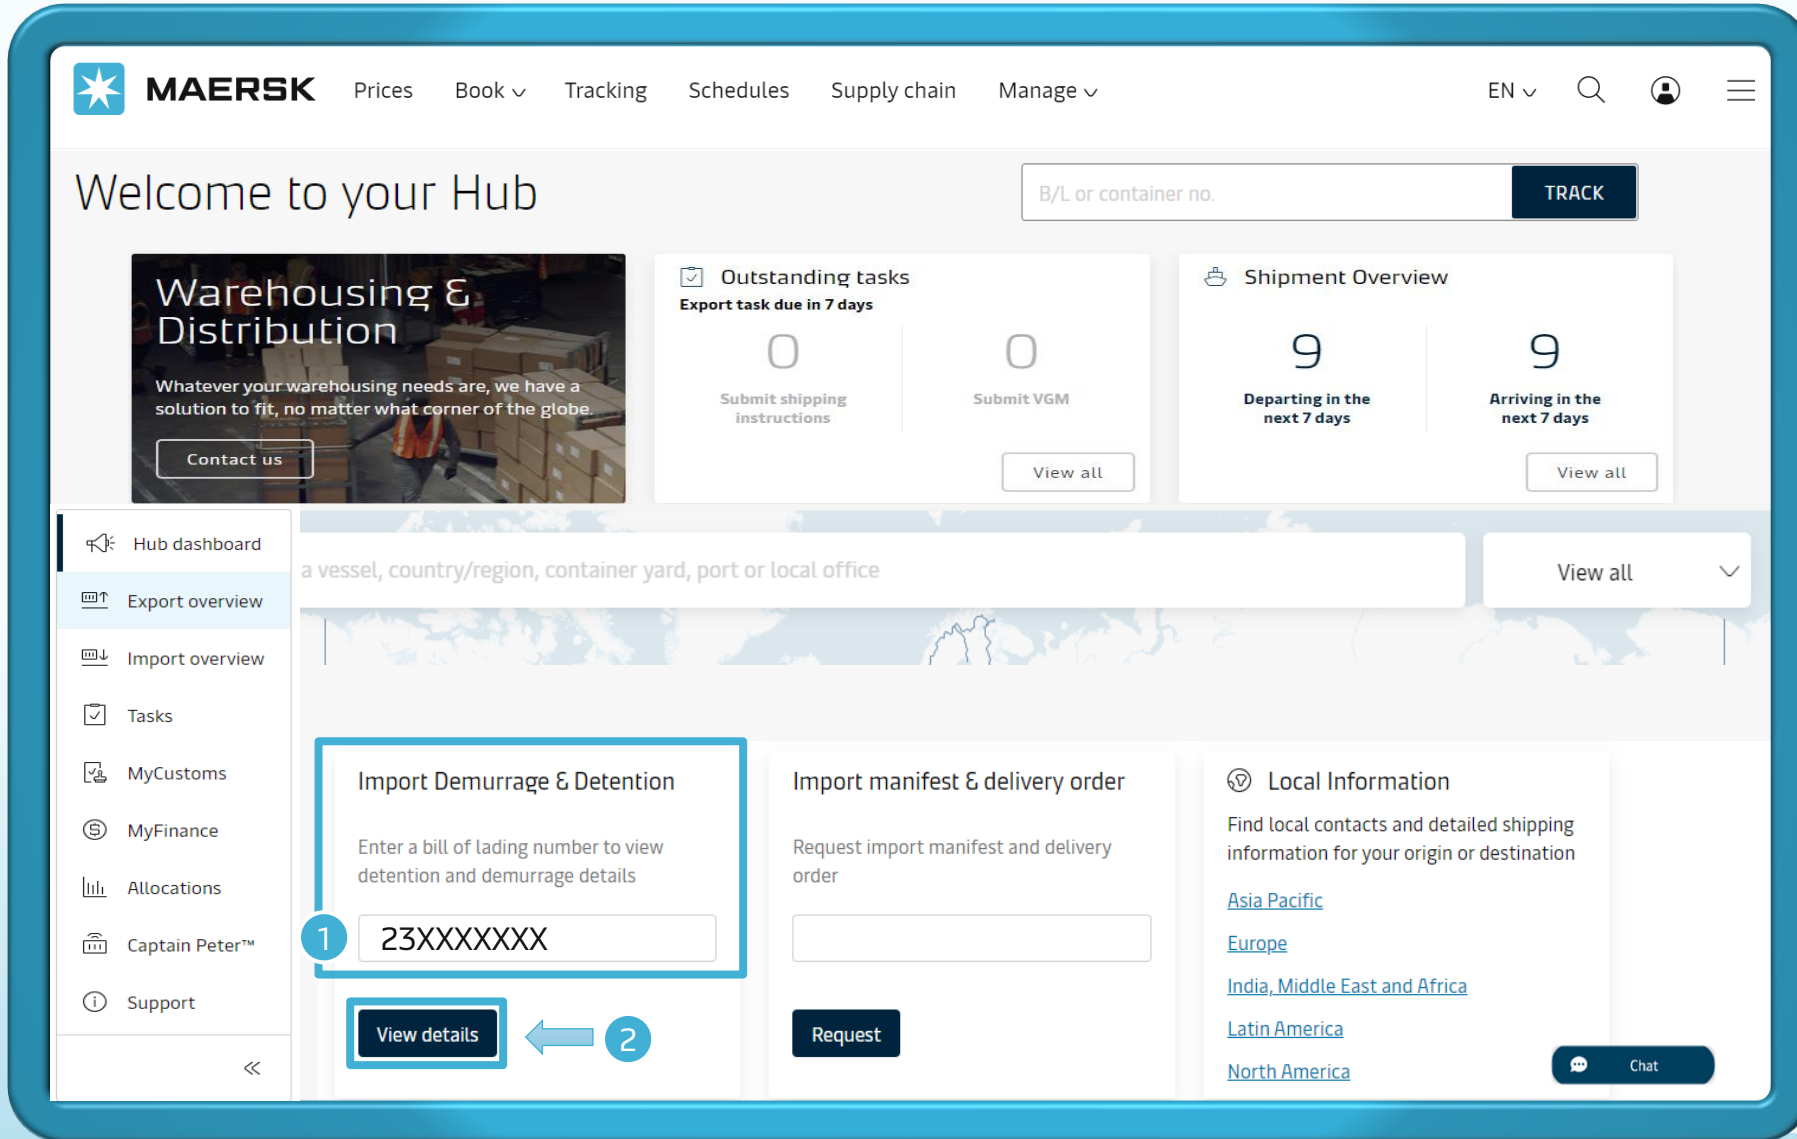 MAERSK Prices Book Tracking Schedules Supply chain Manage EN
Welcome to your Hub
B/L or container no. TRACK
Warehousing &
Distribution
Whatever your warehousing needs are, we have a
solution to fit, no matter what corner of the globe.
Contact us
Outstanding tasks
Export task due in 7 days
0
Submit shipping
instructions
0
Submit VGM
View all
Shipment Overview
9
Departing in the
next 7 days
9
Arriving in the
next 7 days
View all
Hub dashboard
Export overview
Import overview
Tasks
MyCustoms
MyFinance
Allocations
Captain Peter™
Support
a vessel, country/region, container yard, port or local office
View all
Import Demurrage & Detention
Enter a bill of lading number to view
detention and demurrage details
1
23XXXXXXX
View details
2
Import manifest & delivery order
Request import manifest and delivery
order
Request
Local Information
Find local contacts and detailed shipping
information for your origin or destination
Asia Pacific
Europe
India, Middle East and Africa
Latin America
North America
Chat